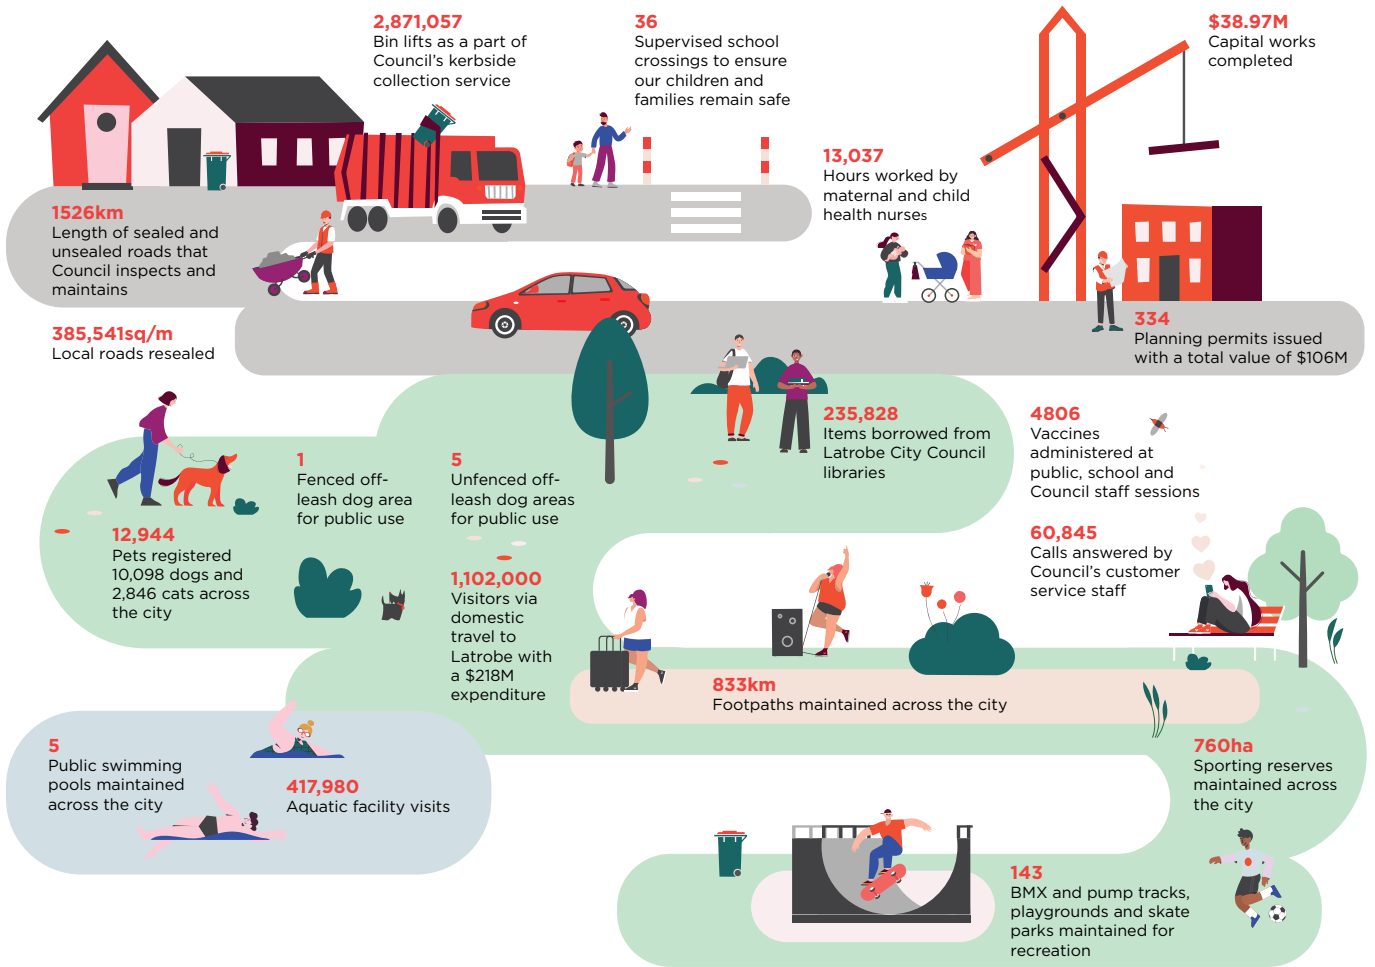 2,871,057
Bin lifts as a part of
Council's kerbside
collection service
36
Supervised school
crossings to ensure
our children and
families remain safe
$38.97M
Capital works
completed
13,037
Hours worked by
maternal and child
health nurses
1526km
Length of sealed and
unsealed roads that
Council inspects and
maintains
385,541sq/m
Local roads resealed
334
Planning permits issued
with a total value of $106M
235,828
Items borrowed from
Latrobe City Council
libraries
4806
Vaccines
administered at
public, school and
Council staff sessions
1
Fenced off-
leash dog area
for public use
5
Unfenced off-
leash dog areas
for public use
12,944
Pets registered
10,098 dogs and
2,846 cats across
the city
60,845
Calls answered by
Council's customer
service staff
1,102,000
Visitors via
domestic
travel to
Latrobe with
a $218M
expenditure
833km
Footpaths maintained across the city
5
Public swimming
pools maintained
across the city
417,980
Aquatic facility visits
760ha
Sporting reserves
maintained across
the city
143
BMX and pump tracks,
playgrounds and skate
parks maintained for
recreation